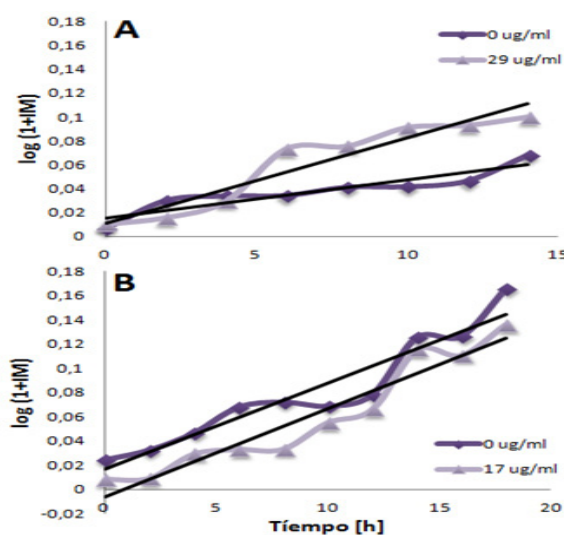 A
0 ug/ml
29 ug/ml
log (1+IM)
0,18
0,16
0,14
0,12
0,1
0,08
0,06
0,04
0,02
0
0 5 10 15
B
0 ug/ml
17 ug/ml
log (1+IM)
0,18
0,16
0,14
0,12
0,1
0,08
0,06
0,04
0,02
0
-0,02
0 5 10 15 20
Tíempo [h]